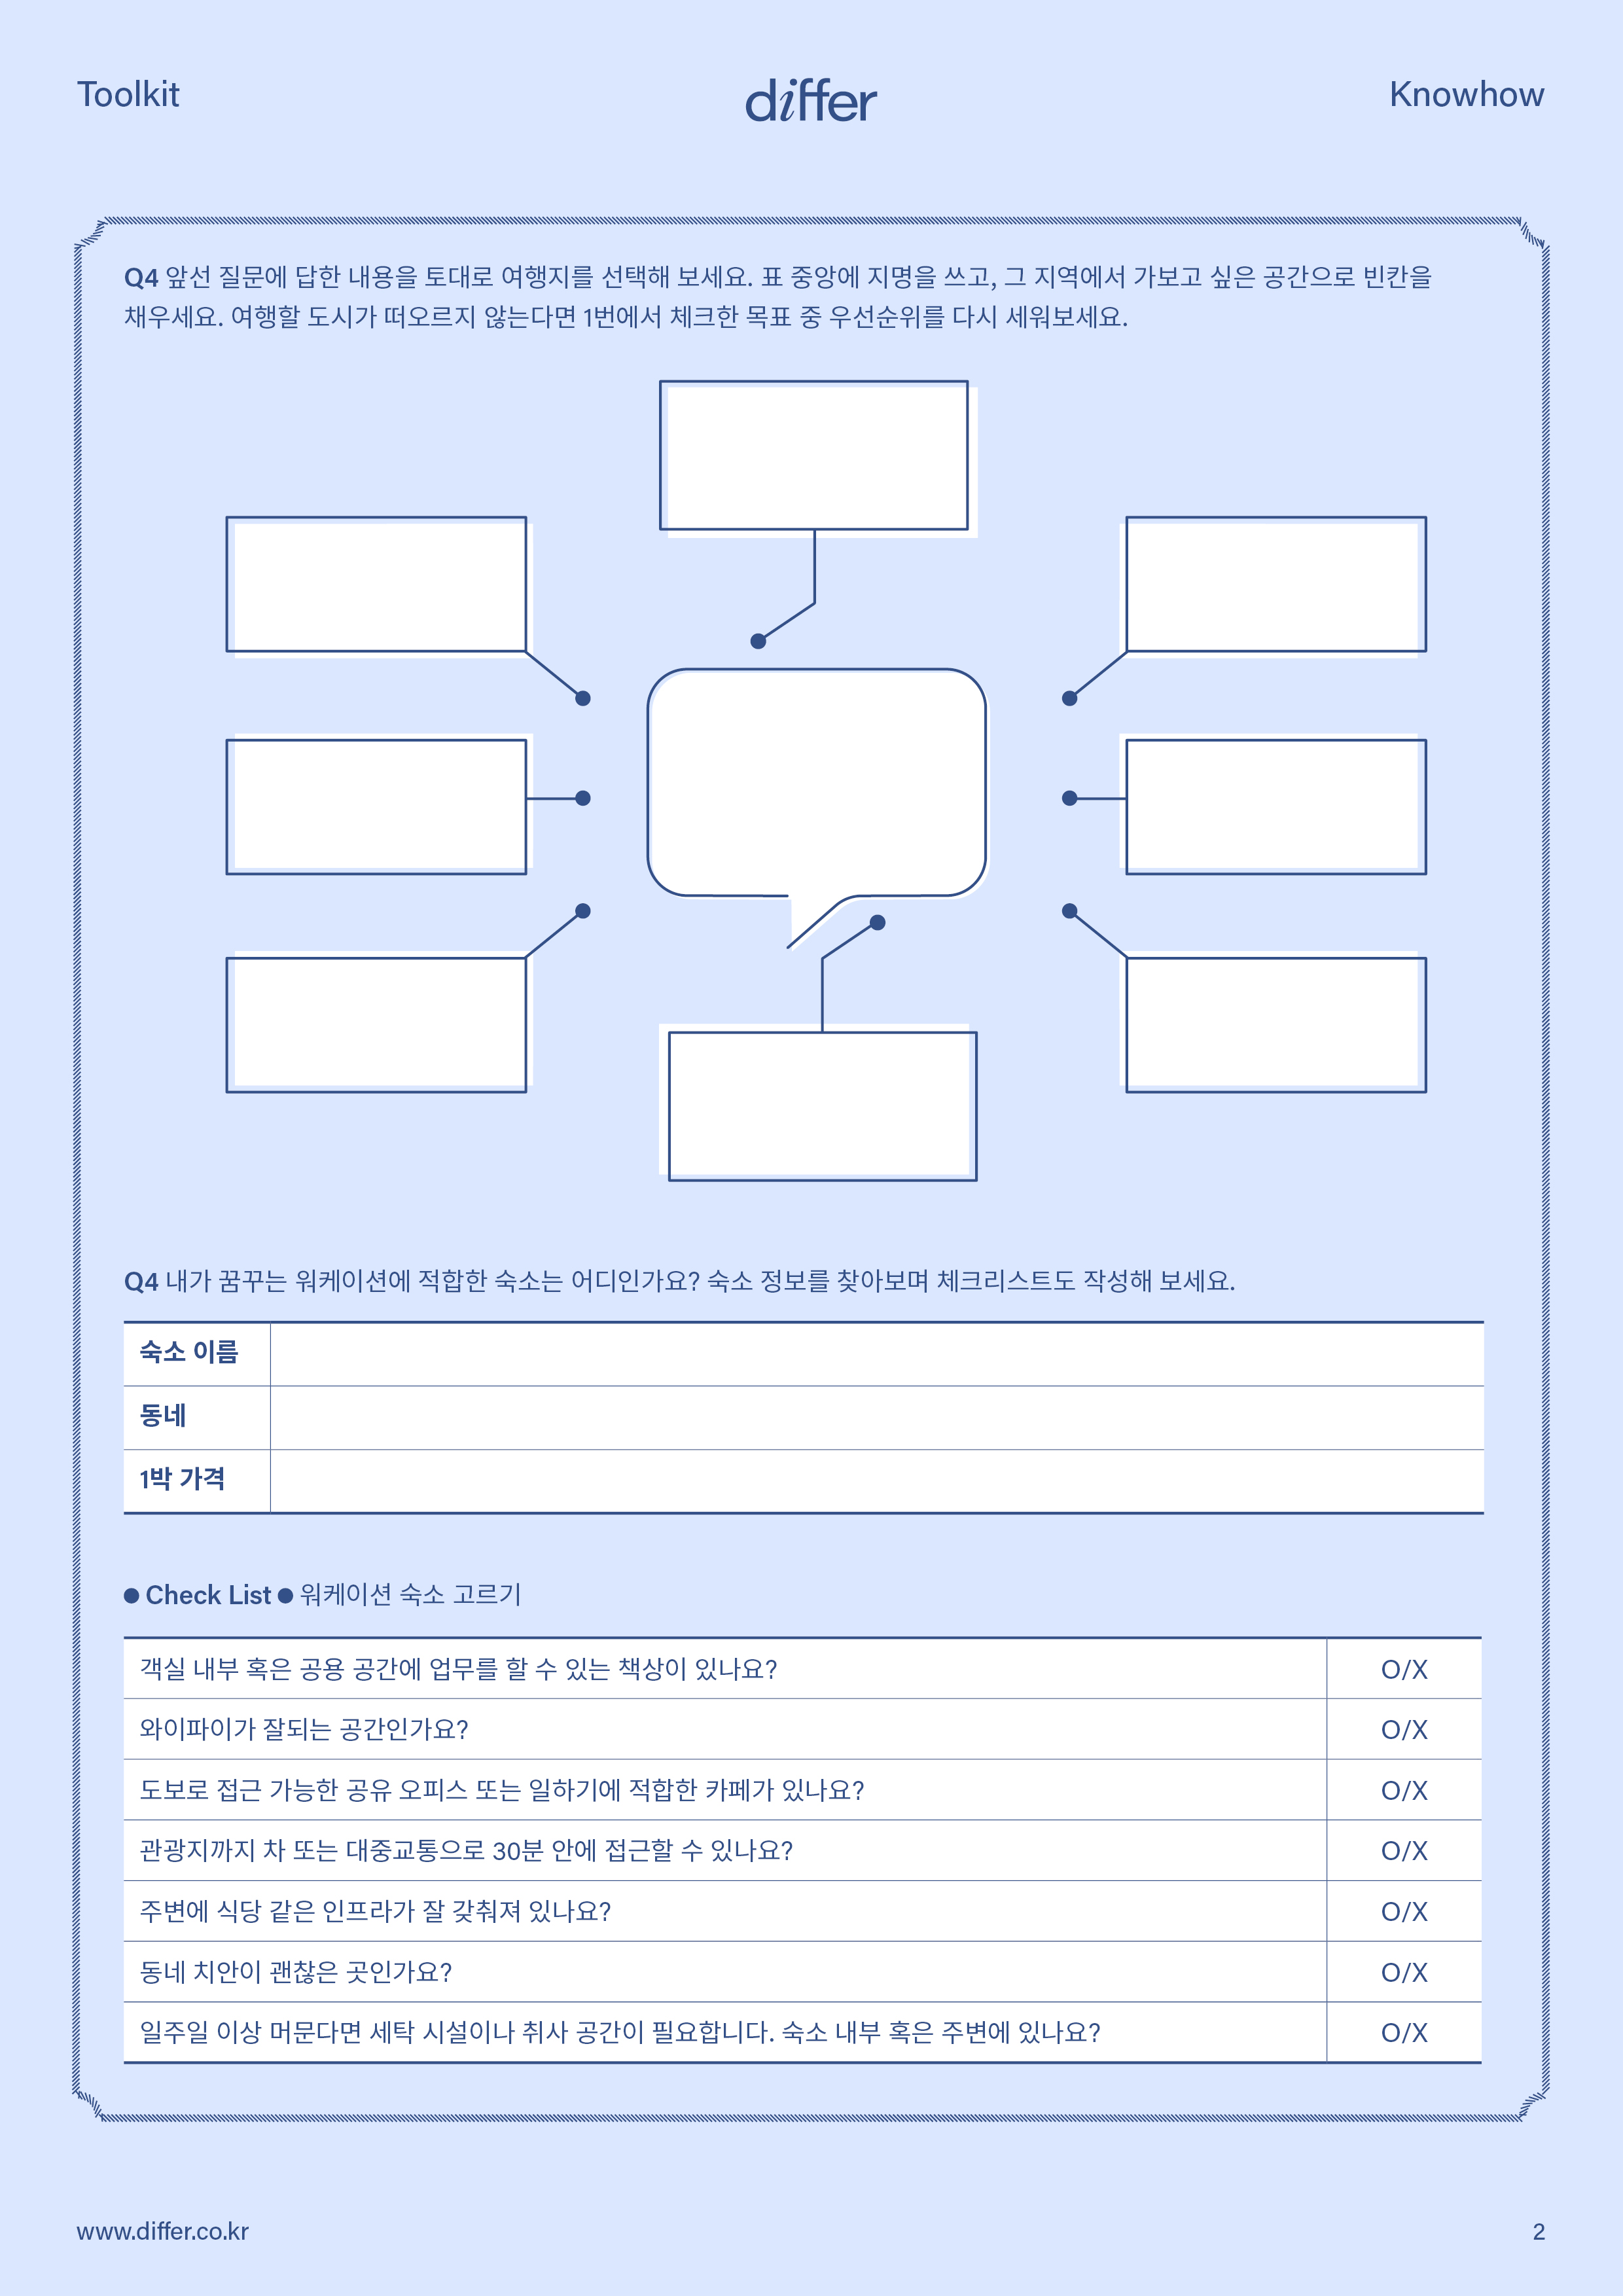 Toolkit
differ
Knowhow
Q4 앞선 질문에 답한 내용을 토대로 여행지를 선택해 보세요. 표 중앙에 지명을 쓰고, 그 지역에서 가보고 싶은 공간으로 빈칸을
채우세요. 여행할 도시가 떠오르지 않는다면 1번에서 체크한 목표 중 우선순위를 다시 세워보세요.
Q4 내가 꿈꾸는 워케이션에 적합한 숙소는 어디인가요? 숙소 정보를 찾아보며 체크리스트도 작성해 보세요.
숙소 이름
동네
1박 가격
● Check List ● 워케이션 숙소 고르기
객실 내부 혹은 공용 공간에 업무를 할 수 있는 책상이 있나요? O/X
와이파이가 잘되는 공간인가요? O/X
도보로 접근 가능한 공유 오피스 또는 일하기에 적합한 카페가 있나요? O/X
관광지까지 차 또는 대중교통으로 30분 안에 접근할 수 있나요? O/X
주변에 식당 같은 인프라가 잘 갖춰져 있나요? O/X
동네 치안이 괜찮은 곳인가요? O/X
일주일 이상 머문다면 세탁 시설이나 취사 공간이 필요합니다. 숙소 내부 혹은 주변에 있나요? O/X
www.differ.co.kr
2